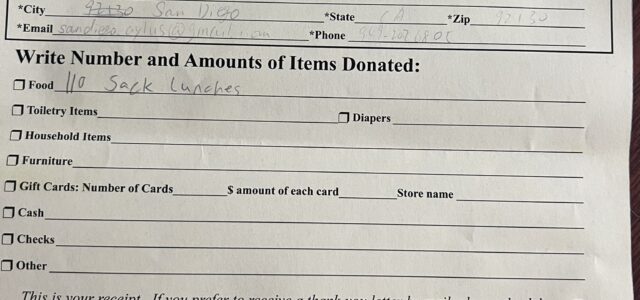 *City 92130 San Diego *State CA *Zip 92130
*Email *Phone
Write Number and Amounts of Items Donated:
Food 110 Sack Lunches
Toiletry Items Diapers
Household Items
Furniture
Gift Cards: Number of Cards $ amount of each card Store name
Cash
Checks
Other
This is your receipt. If you prefer to receive a thank you letter